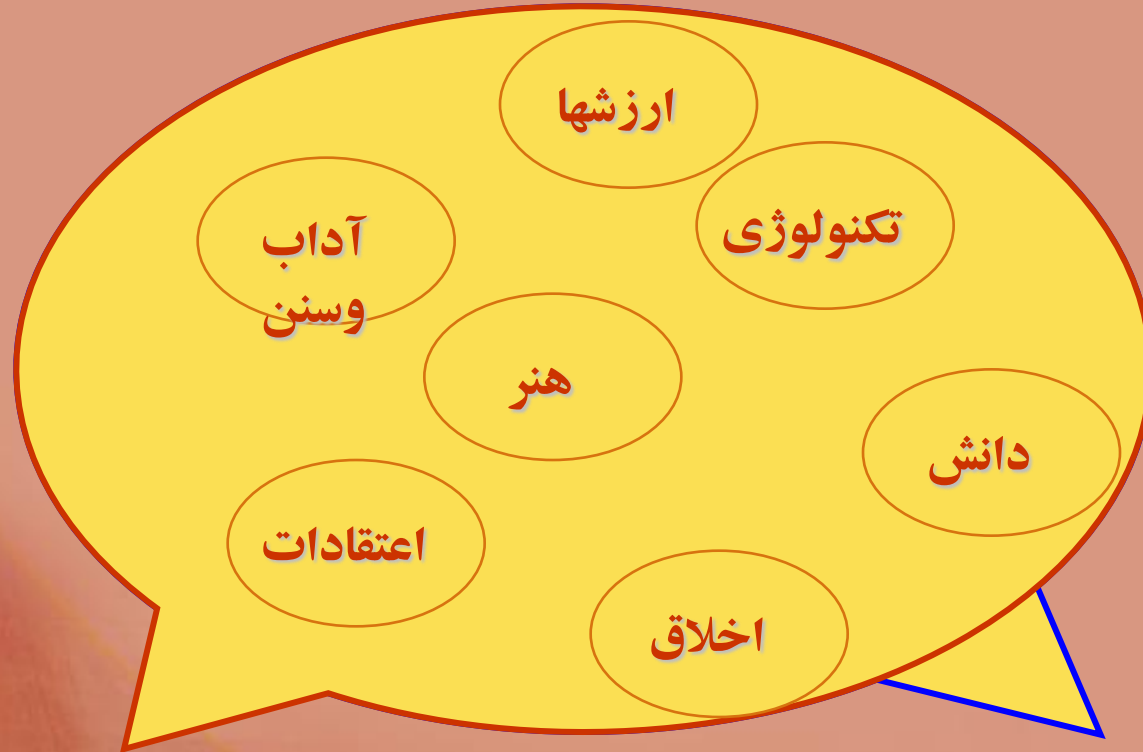 ارزشها
تکنولوژی
آداب
وسنن
هنر
دانش
اعتقادات
اخلاق